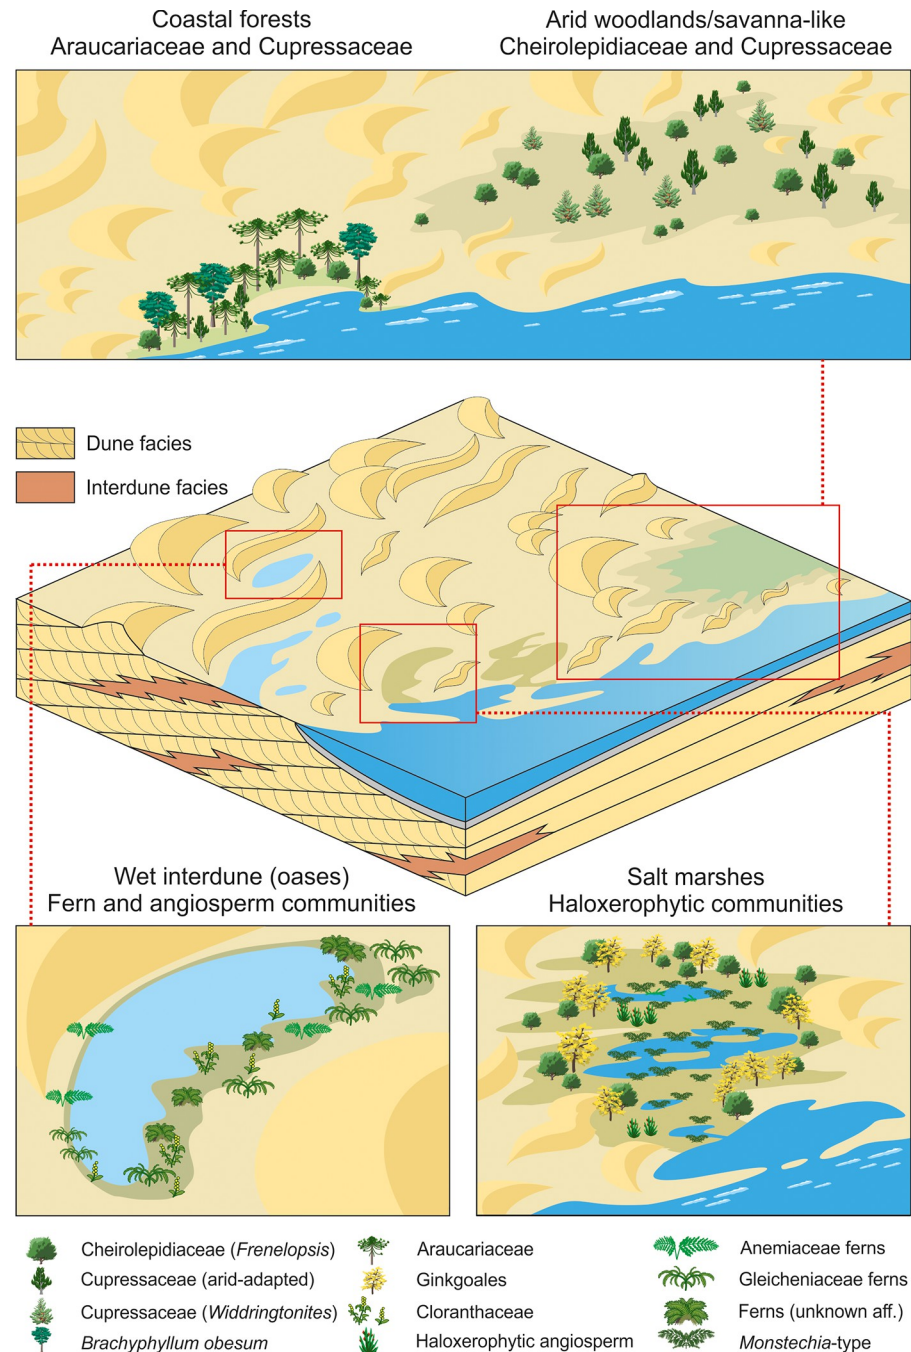 Coastal forests
Araucariaceae and Cupressaceae
Arid woodlands/savanna-like
Cheirolepidiaceae and Cupressaceae
Dune facies
Interdune facies
Wet interdune (oases)
Fern and angiosperm communities
Salt marshes
Haloxerophytic communities
Cheirolepidiaceae (Frenelopsis)
Cupressaceae (arid-adapted)
Cupressaceae (Widdringtonites)
Brachyphyllum obesum
Araucariaceae
Ginkgoales
Cloranthaceae
Haloxerophytic angiosperm
Anemiaceae ferns
Gleicheniaceae ferns
Ferns (unknown aff.)
Monstechia-type